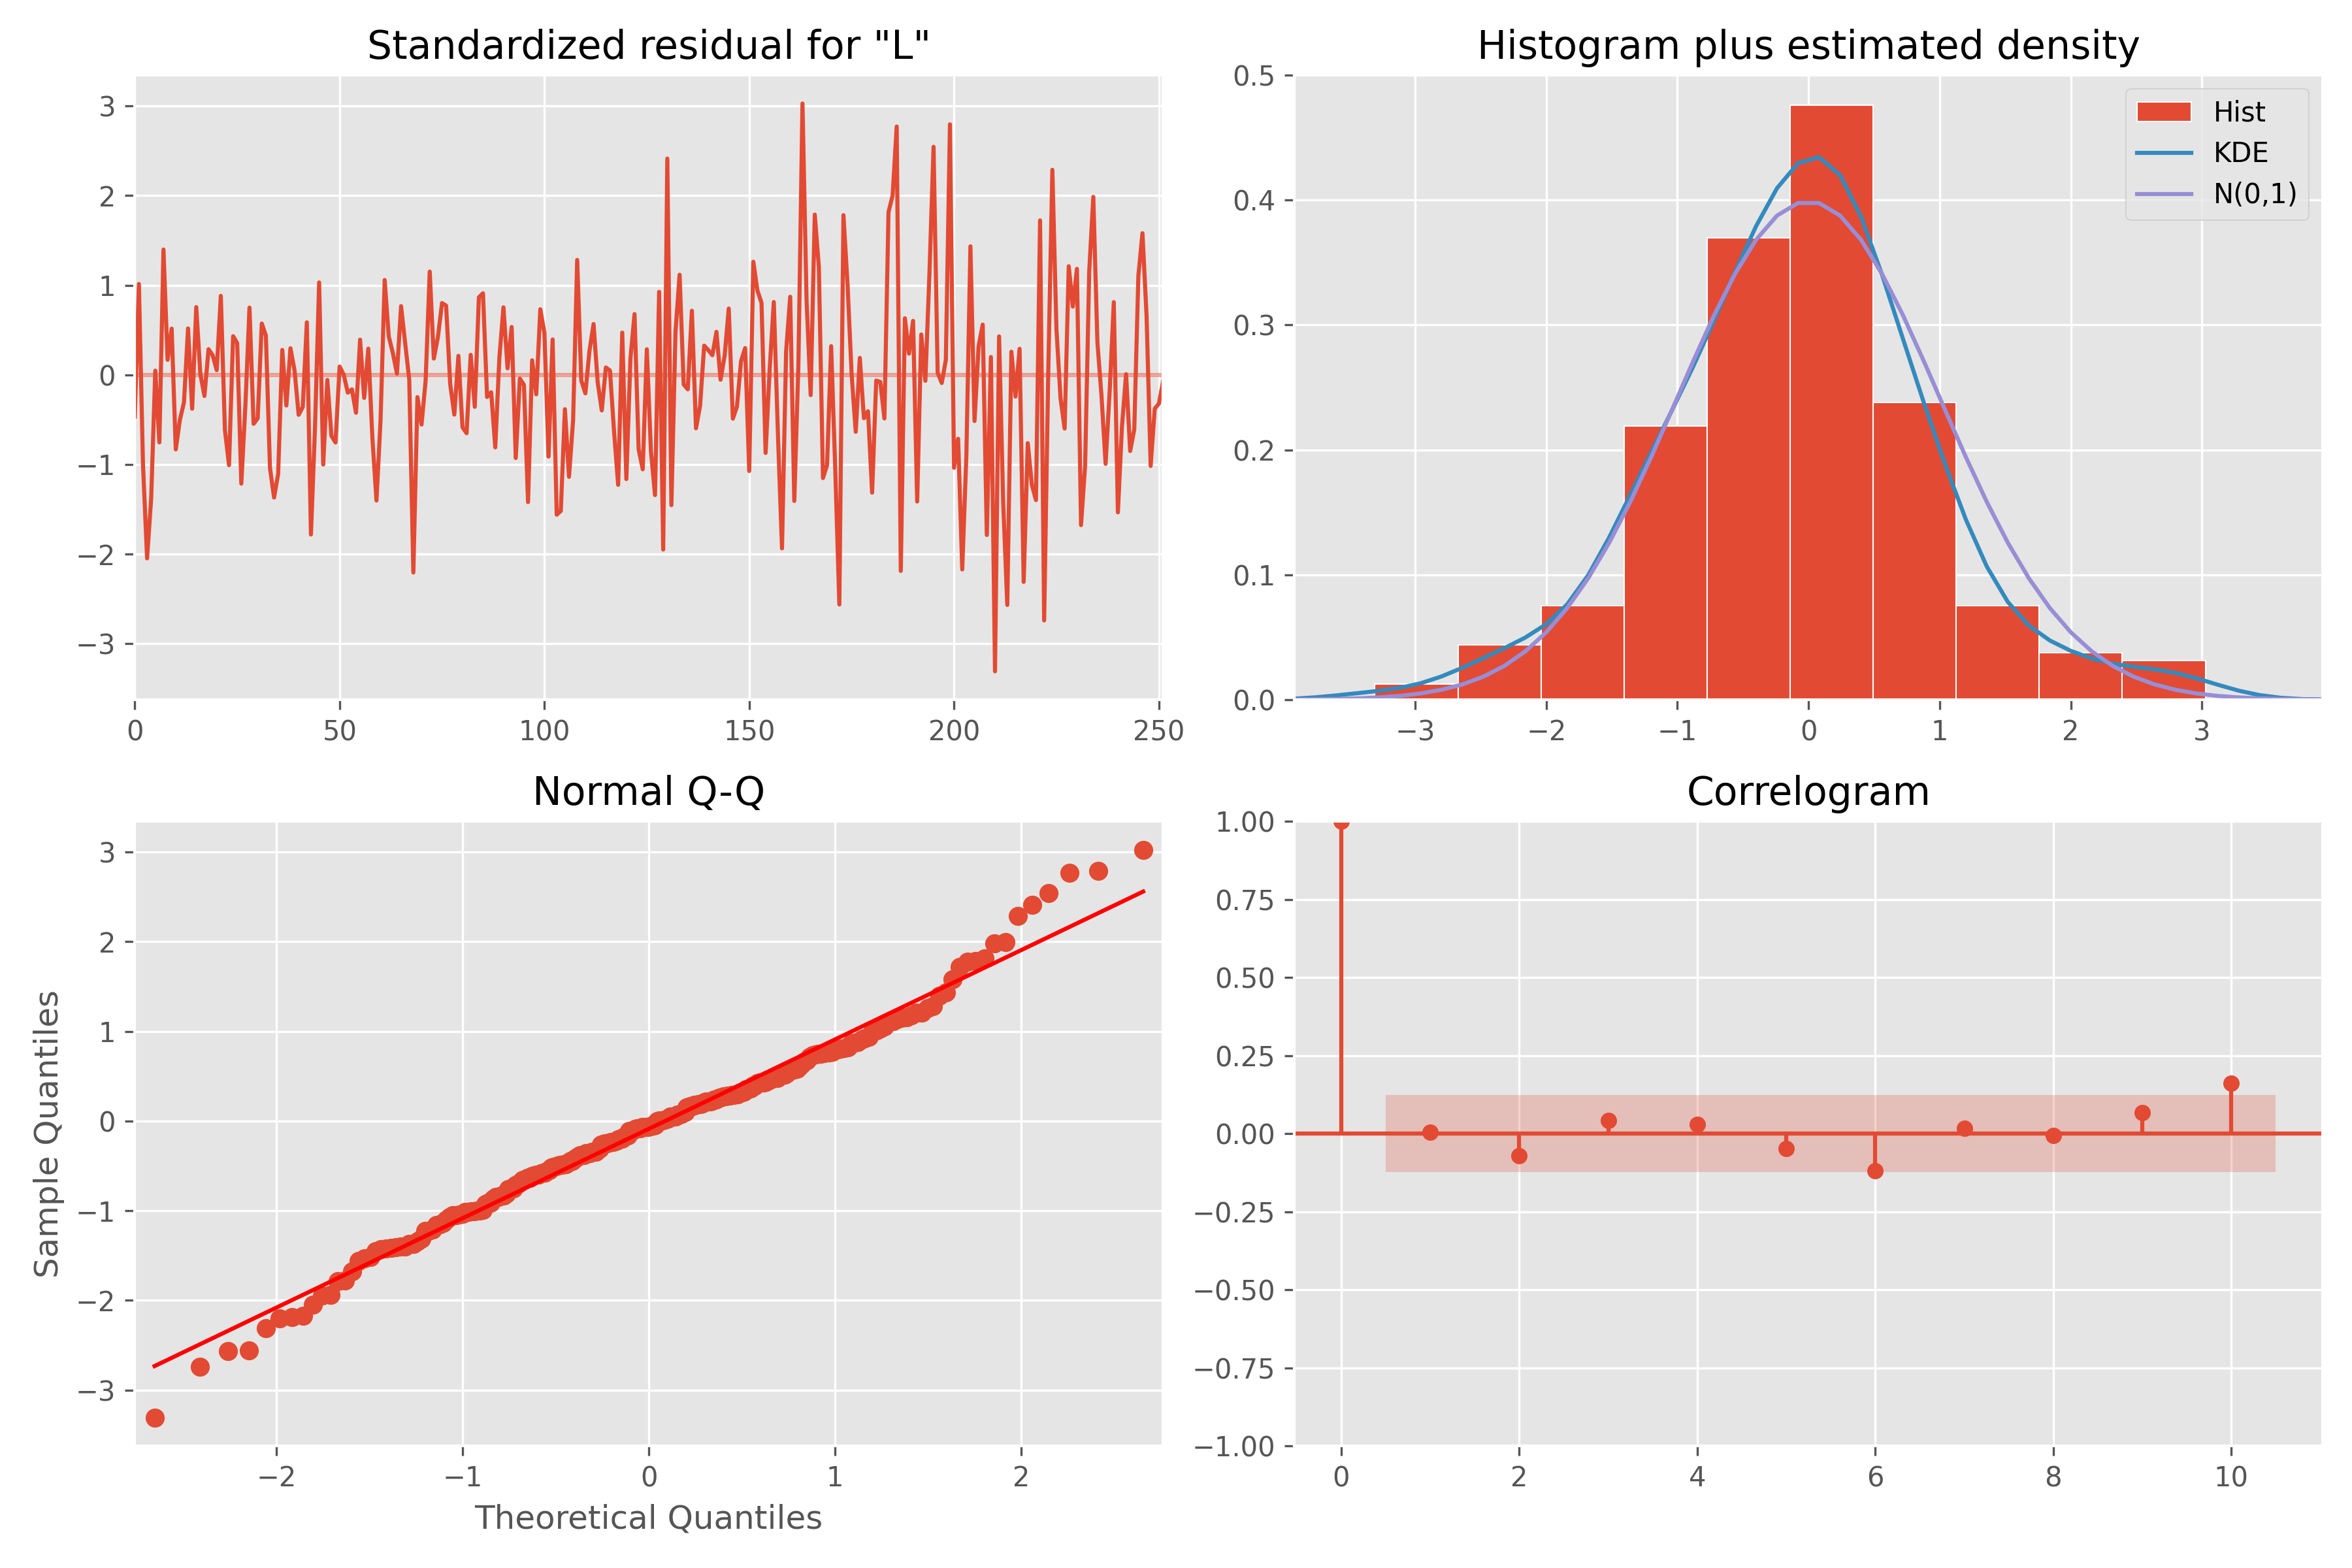 Standardized residual for "L"
3
2
1
0
−1
−2
−3
0 50 100 150 200 250
Histogram plus estimated density
0.5
0.4
0.3
0.2
0.1
0.0
Hist
KDE
N(0,1)
−3 −2 −1 0 1 2 3
Normal Q-Q
Sample Quantiles
3
2
1
0
−1
−2
−3
−2 −1 0 1 2
Theoretical Quantiles
Correlogram
1.00
0.75
0.50
0.25
0.00
−0.25
−0.50
−0.75
−1.00
0 2 4 6 8 10